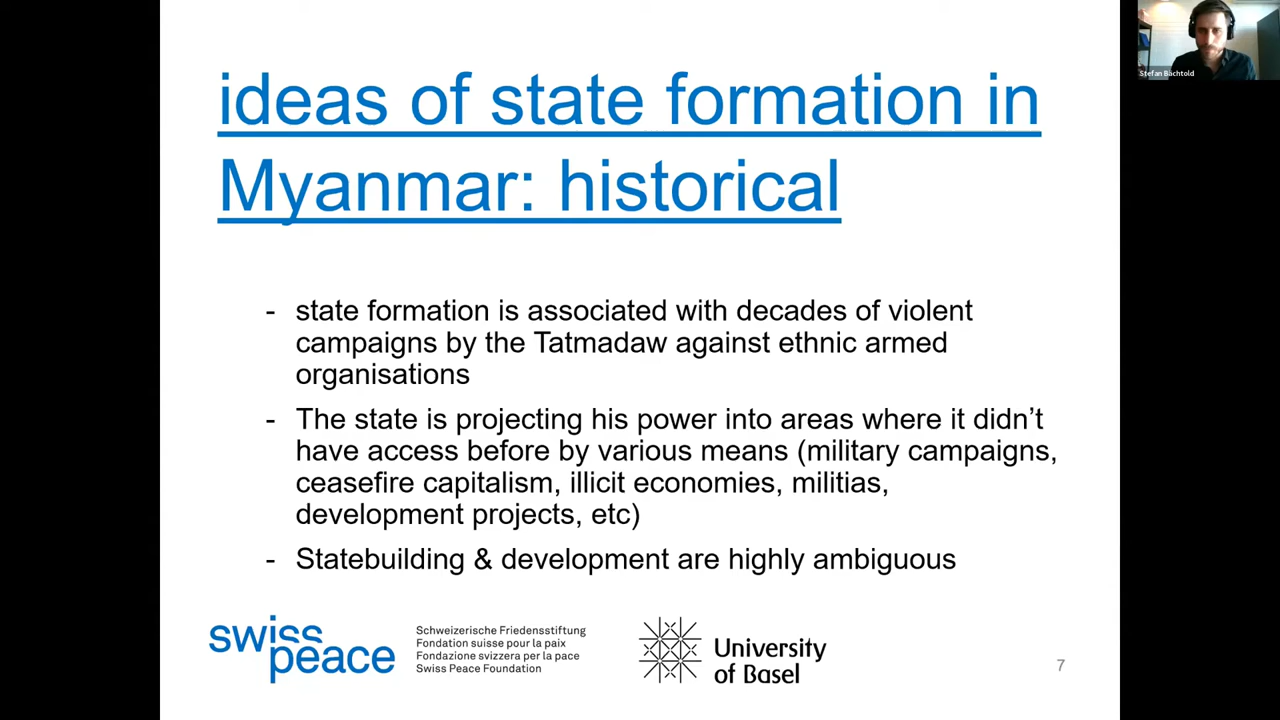 ideas of state formation in
Myanmar: historical
- state formation is associated with decades of violent
campaigns by the Tatmadaw against ethnic armed
organisations
- The state is projecting his power into areas where it didn’t
have access before by various means (military campaigns,
ceasefire capitalism, illicit economies, militias,
development projects, etc)
- Statebuilding & development are highly ambiguous
swiss
peace
Schweizerische Friedensstiftung
Fondation suisse pour la paix
Fondazione svizzera per la pace
Swiss Peace Foundation
University
of Basel
7
Stefan Bächtold